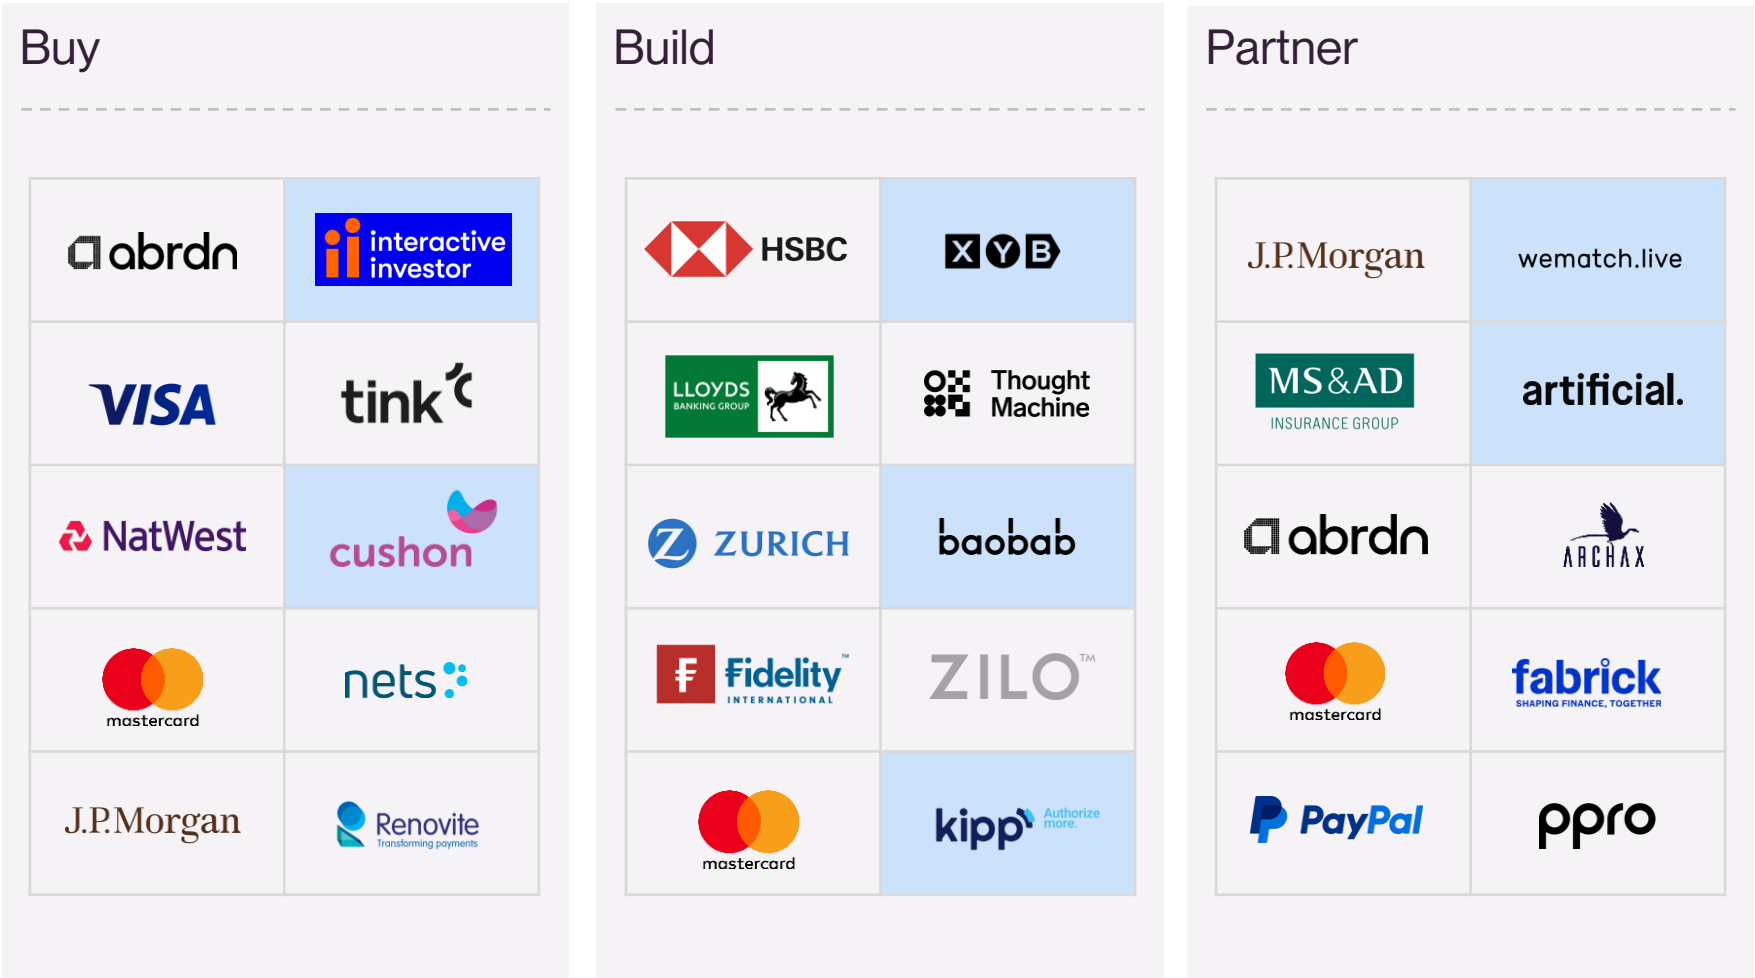 Buy
abrdn
interactive
investor
VISA
tink
NatWest
cushon
mastercard
nets
J.P.Morgan
Renovite
Transforming payments
Build
HSBC
XYB
LLOYDS
BANKING GROUP
Thought
Machine
Z ZURICH
baobab
Fidelity™
INTERNATIONAL
ZILO™
mastercard
kipp
Authorize
more.
Partner
J.P.Morgan
wematch.live
MS&AD
INSURANCE GROUP
artificial.
abrdn
ARCHAX
mastercard
fabrick
SHAPING FINANCE, TOGETHER
PayPal
ppro